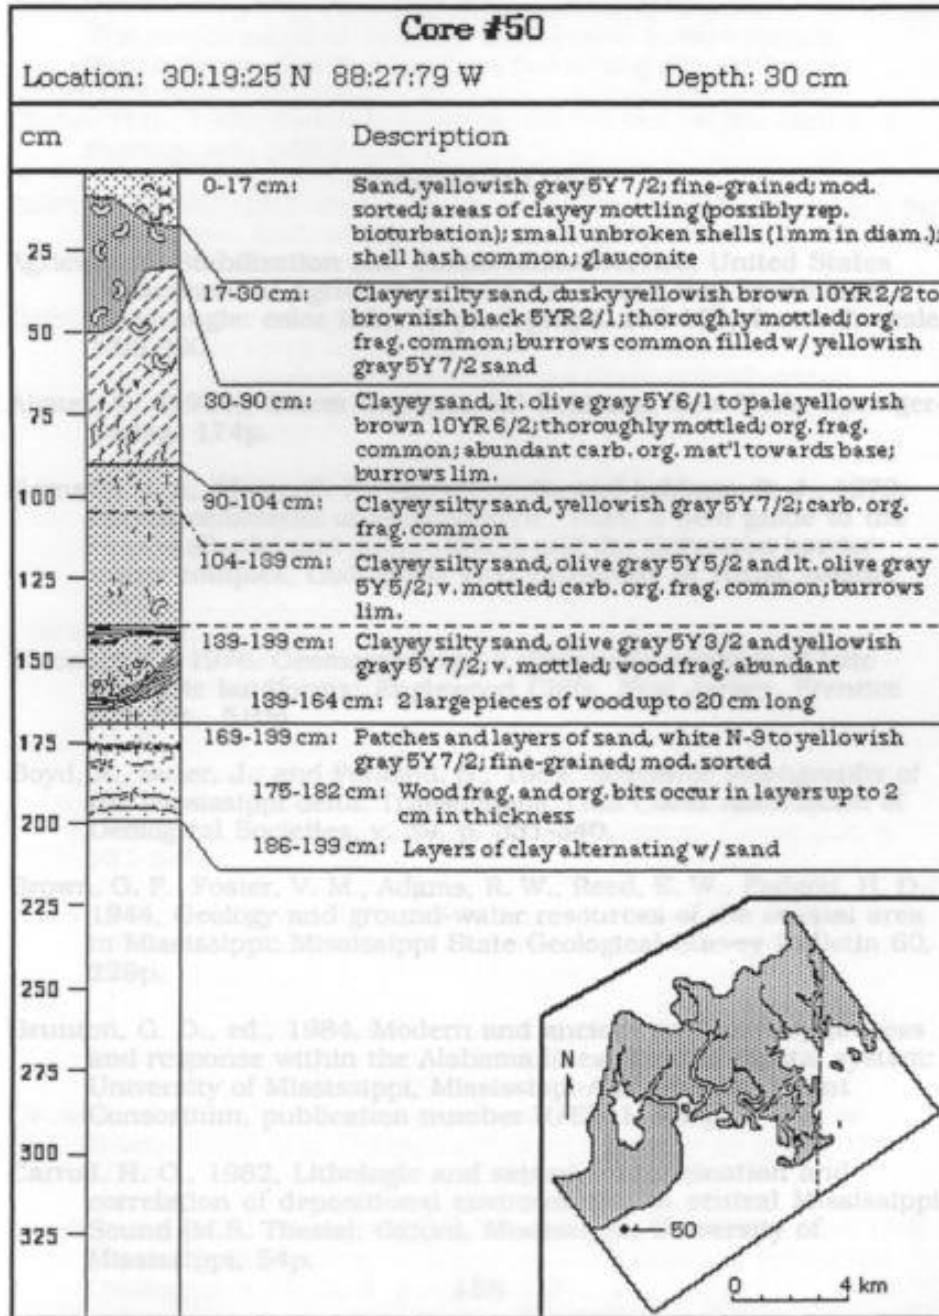 Core #50
Location: 30:19:25 N 88:27:79 W Depth: 30 cm
cm Description
0-17 cm: Sand, yellowish gray 5Y 7/2; fine-grained; mod.
sorted; areas of clayey mottling (possibly rep.
bioturbation); small unbroken shells (1mm in diam.);
shell hash common; glauconite
17-30 cm: Clayey silty sand, dusky yellowish brown 10YR 2/2 to
brownish black 5YR 2/1; thoroughly mottled; org.
frag. common; burrows common filled w/ yellowish
gray 5Y 7/2 sand
30-90 cm: Clayey sand, lt. olive gray 5Y 6/1 to pale yellowish
brown 10YR 6/2; thoroughly mottled; org. frag.
common; abundant carb. org. mat'l towards base;
burrows lim.
90-104 cm: Clayey silty sand, yellowish gray 5Y 7/2; carb. org.
frag. common
104-139 cm: Clayey silty sand, olive gray 5Y 5/2 and lt. olive gray
5Y 5/2; v. mottled; carb. org. frag. common; burrows
lim.
139-199 cm: Clayey silty sand, olive gray 5Y 3/2 and yellowish
gray 5Y 7/2; v. mottled; wood frag. abundant
139-164 cm: 2 large pieces of wood up to 20 cm long
169-199 cm: Patches and layers of sand, white N-9 to yellowish
gray 5Y 7/2; fine-grained; mod. sorted
175-182 cm: Wood frag. and org. bits occur in layers up to 2
cm in thickness
186-199 cm: Layers of clay alternating w/ sand
25
50
75
100
125
150
175
200
225
250
275
300
325
N
50
0 4 km